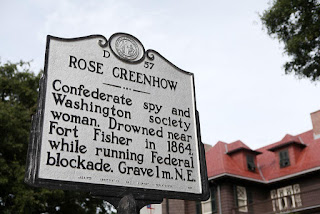 D 57
ROSE GREENHOW
Confederate spy and
Washington society
woman. Drowned near
Fort Fisher in 1864,
while running Federal
blockade. Grave 1 m. N.E.